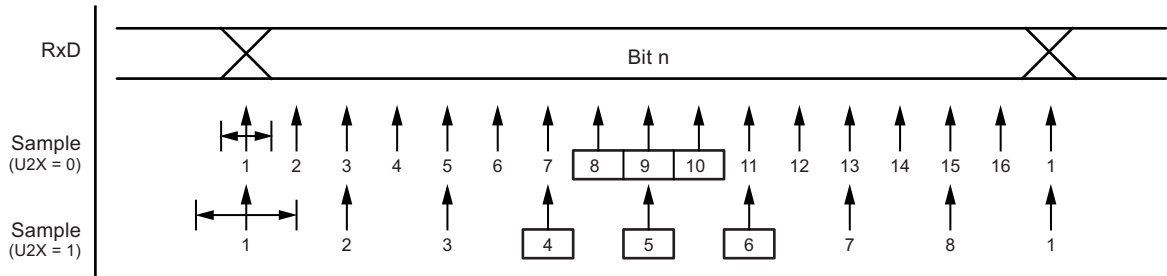 RxD
Bit n
Sample
(U2X = 0)
1 2 3 4 5 6 7 8 9 10 11 12 13 14 15 16 1
Sample
(U2X = 1)
1 2 3 4 5 6 7 8 1